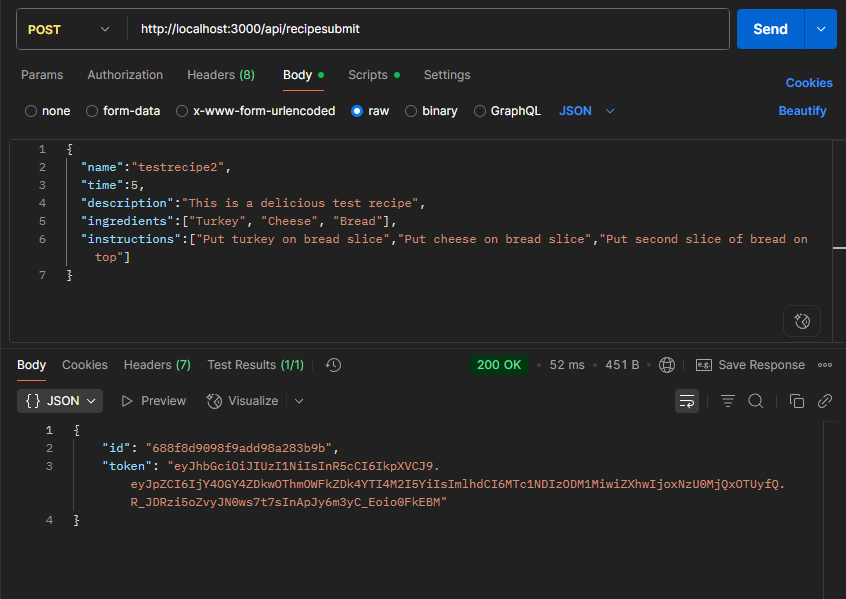 POST http://localhost:3000/api/recipesubmit Send
Params Authorization Headers (8) Body Scripts Settings Cookies
none form-data x-www-form-urlencoded raw binary GraphQL JSON Beautify
1 {
2 "name":"testrecipe2",
3 "time":5,
4 "description":"This is a delicious test recipe",
5 "ingredients":["Turkey", "Cheese", "Bread"],
6 "instructions":["Put turkey on bread slice","Put cheese on bread slice","Put second slice of bread on
top"]
7 }
Body Cookies Headers (7) Test Results (1/1) 200 OK • 52 ms • 451 B • e.g. Save Response
{} JSON Preview Visualize
1 {
2 "id": "688f8d9098f9add98a283b9b",
3 "token": "eyJhbGciOiJIUzI1NiIsInR5cCI6IkpXVCJ9.
eyJpZCI6IjY4OGY4ZDkwOThmOWFkZDk4YTI4M2I5YiIsImlhdCI6MTc1NDIzODM1MiwiZXhwIjoxNzU0MjQxOTUyfQ.
R_JDRzi5oZvyJN0ws7t7sInApJy6m3yC_Eoio0FkEBM"
4 }